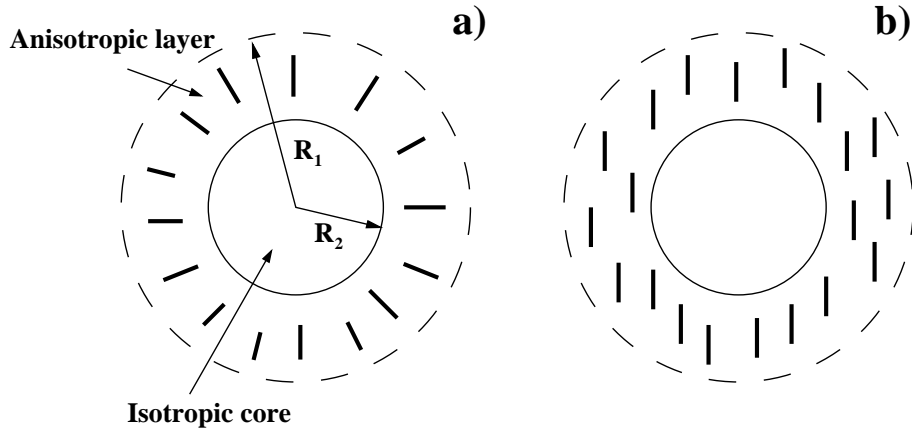 a)
b)
Anisotropic layer
R₁
R₂
Isotropic core